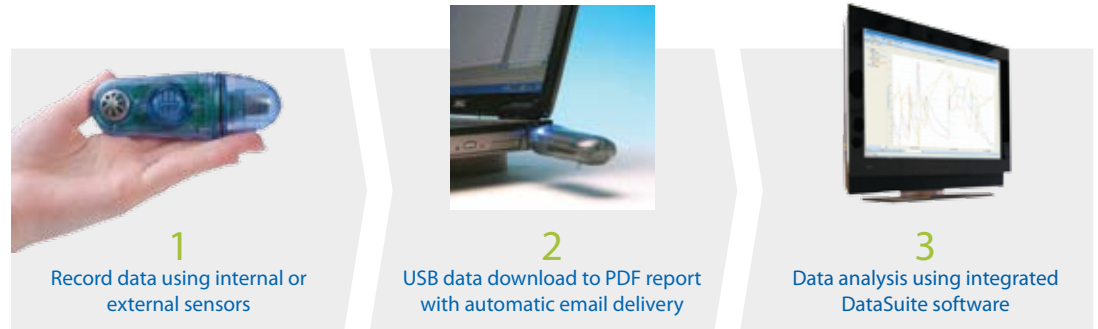 1
Record data using internal or
external sensors
2
USB data download to PDF report
with automatic email delivery
3
Data analysis using integrated
DataSuite software